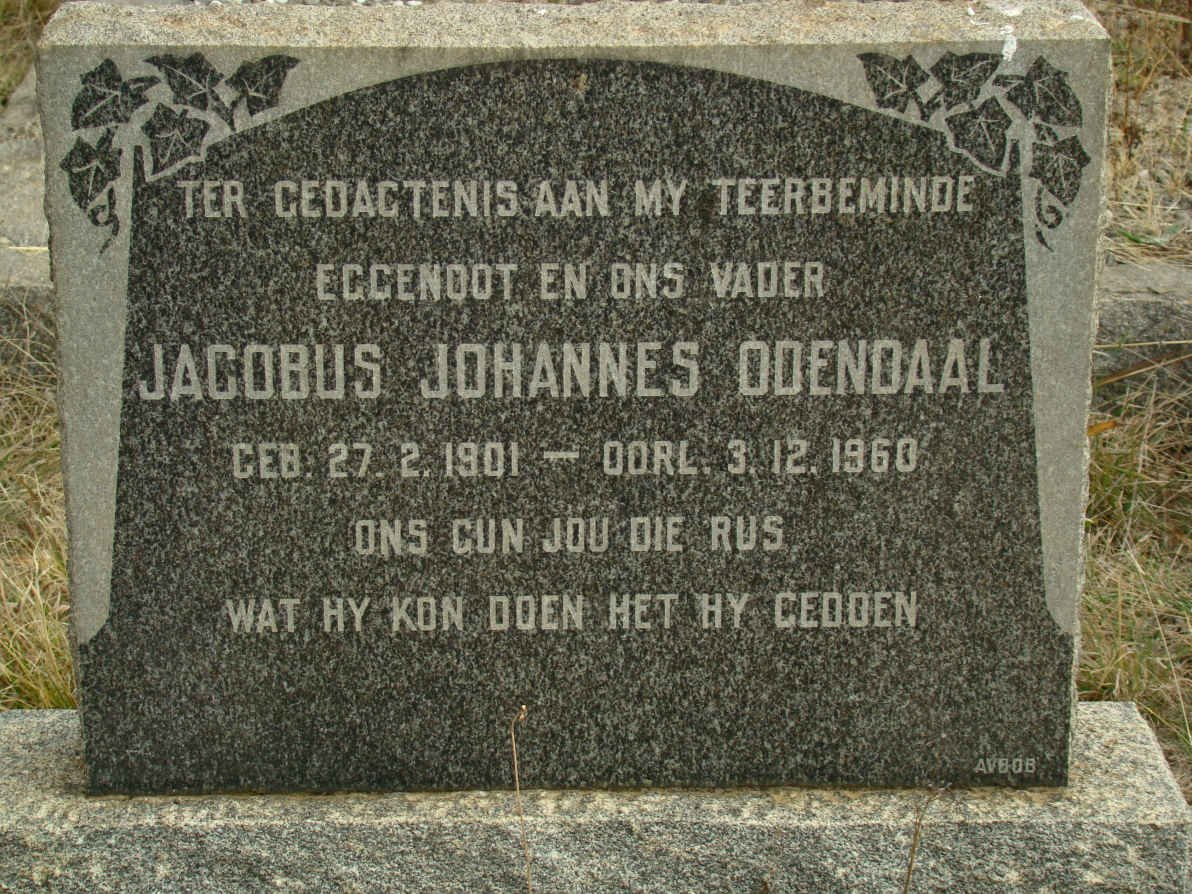 TER GEDAGTENIS AAN MY TEERBEMINDE
EGGENOOT EN ONS VADER
JACOBUS JOHANNES ODENDAAL
GEB. 27. 2. 1901 — OORL. 3. 12. 1960
ONS GUN JOU DIE RUS
WAT HY KON DOEN HET HY GEDOEN
AVBOB